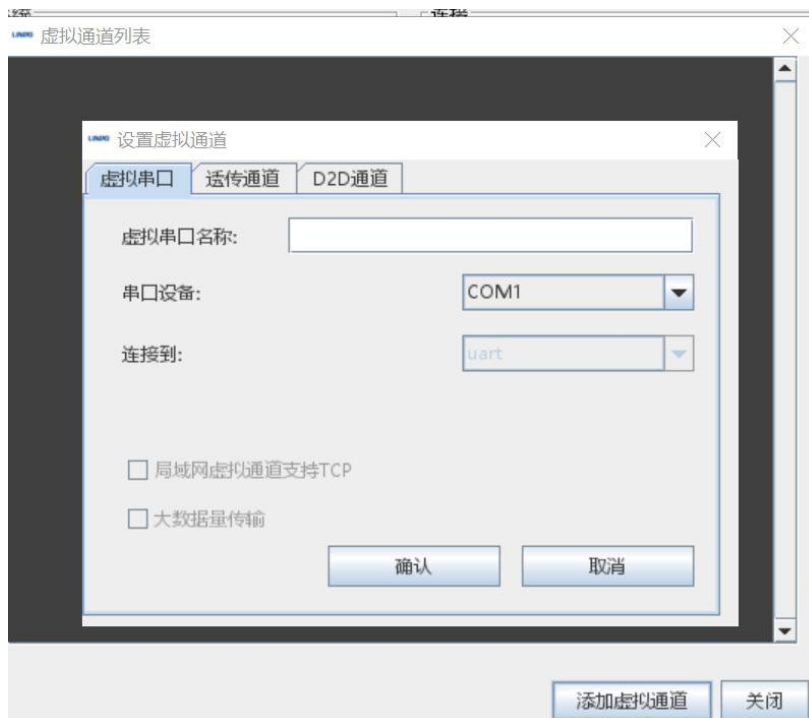 虚拟通道列表
设置虚拟通道
虚拟串口 透传通道 D2D通道
虚拟串口名称:
串口设备: COM1
连接到: uart
局域网虚拟通道支持TCP
大数据量传输
确认 取消
添加虚拟通道 关闭